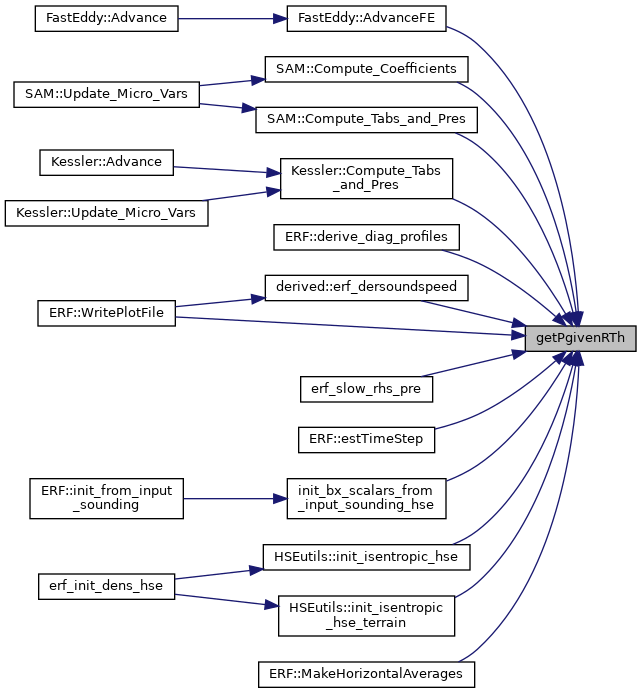 FastEddy::Advance
FastEddy::AdvanceFE
SAM::Compute_Coefficients
SAM::Update_Micro_Vars
SAM::Compute_Tabs_and_Pres
Kessler::Advance
Kessler::Compute_Tabs
_and_Pres
Kessler::Update_Micro_Vars
ERF::derive_diag_profiles
derived::erf_dersoundspeed
ERF::WritePlotFile
getPgivenRTh
erf_slow_rhs_pre
ERF::estTimeStep
ERF::init_from_input
_sounding
init_bx_scalars_from
_input_sounding_hse
HSEutils::init_isentropic_hse
erf_init_dens_hse
HSEutils::init_isentropic
_hse_terrain
ERF::MakeHorizontalAverages